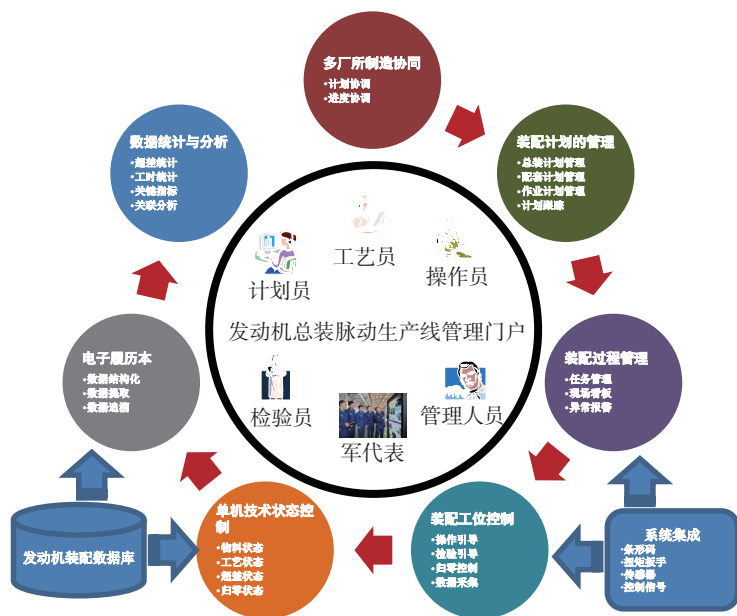 多厂所制造协同
•计划协调
•进度协调
装配计划的管理
•总装计划管理
•配套计划管理
•作业计划管理
•计划跟踪
装配过程管理
•任务管理
•现场看板
•异常报警
系统集成
•条形码
•扭矩扳手
•传感器
•控制信号
装配工位控制
•操作引导
•检验引导
•归零控制
•数据采集
单机技术状态控
制
•物料状态
•工艺状态
•超差状态
•归零状态
发动机装配数据库
电子履历本
•数据结构化
•数据提取
•数据追溯
数据统计与分析
•超差统计
•工时统计
•关键指标
•关联分析
工艺员
计划员
操作员
发动机总装脉动生产线管理门户
检验员
管理人员
军代表